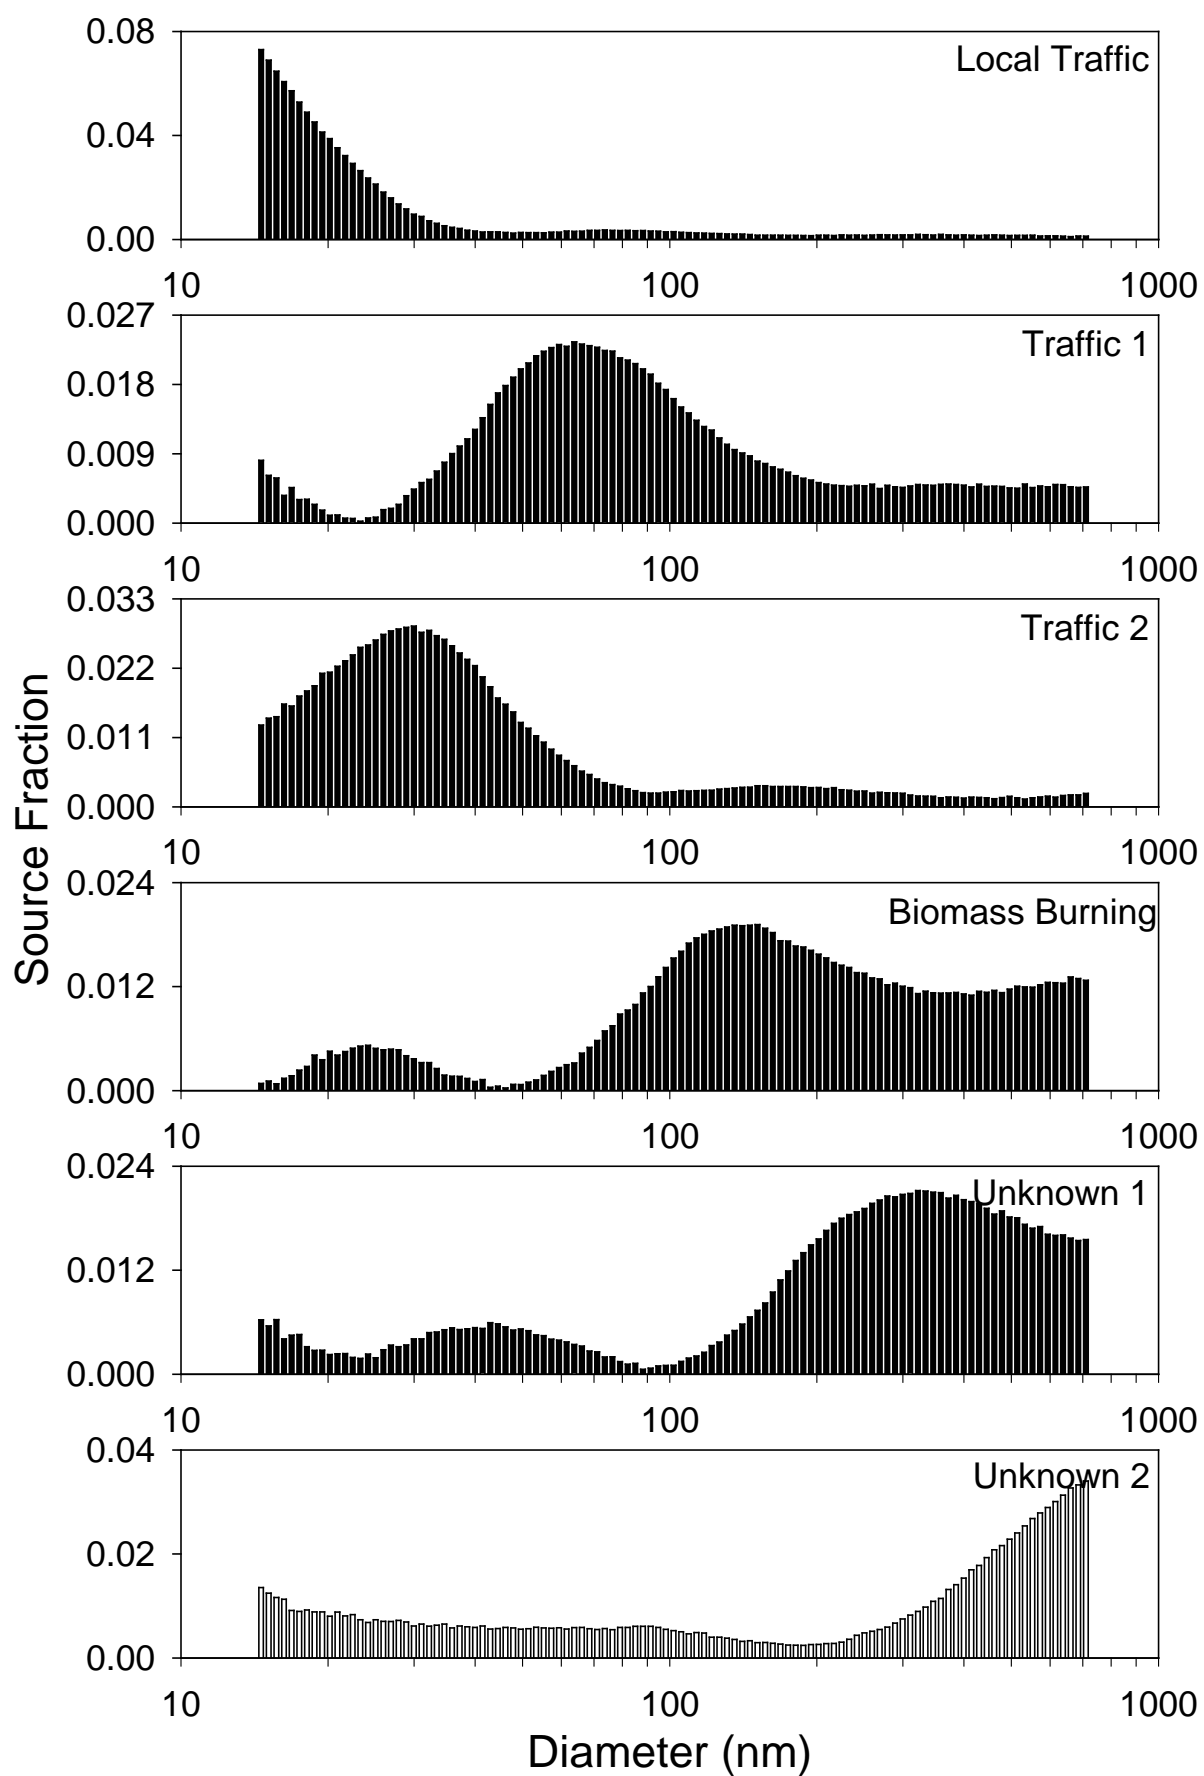 0.08
Local Traffic
0.04
0.00
10 100 1000
0.027
Traffic 1
0.018
0.009
0.000
10 100 1000
0.033
Traffic 2
0.022
0.011
0.000
10 100 1000
Source Fraction
0.024
Biomass Burning
0.012
0.000
10 100 1000
0.024
Unknown 1
0.012
0.000
10 100 1000
0.04
Unknown 2
0.02
0.00
10 100 1000
Diameter (nm)